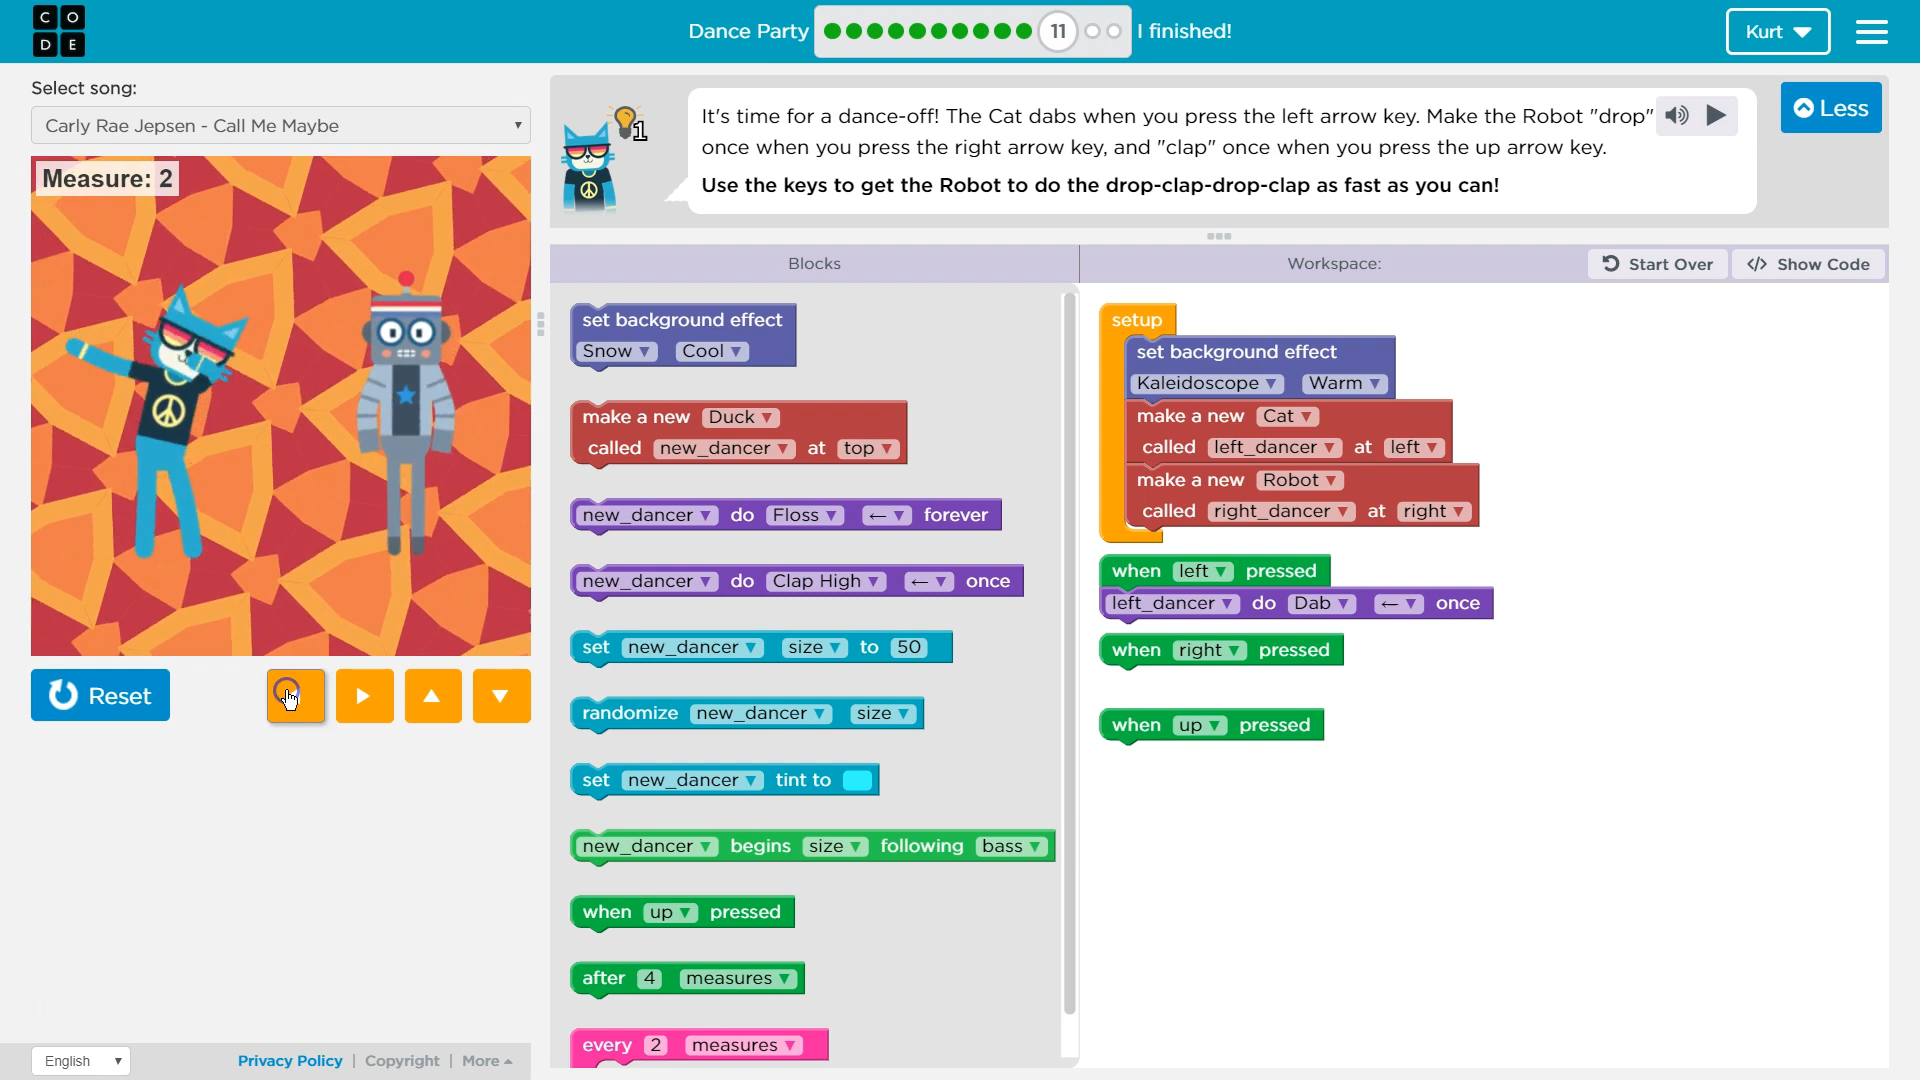 C O
D E
Dance Party
11
I finished!
Kurt
Select song:
Carly Rae Jepsen - Call Me Maybe
Measure: 2
Reset
1
It's time for a dance-off! The Cat dabs when you press the left arrow key. Make the Robot "drop"
once when you press the right arrow key, and "clap" once when you press the up arrow key.
Use the keys to get the Robot to do the drop-clap-drop-clap as fast as you can!
Less
Blocks
Workspace:
Start Over
</> Show Code
set background effect
Snow Cool
make a new Duck
called new_dancer at top
new_dancer do Floss ← forever
new_dancer do Clap High ← once
set new_dancer size to 50
randomize new_dancer size
set new_dancer tint to
new_dancer begins size following bass
when up pressed
after 4 measures
every 2 measures
setup
set background effect
Kaleidoscope Warm
make a new Cat
called left_dancer at left
make a new Robot
called right_dancer at right
when left pressed
left_dancer do Dab ← once
when right pressed
when up pressed
English
Privacy Policy | Copyright | More